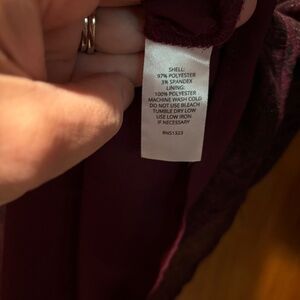 SHELL:
97% POLYESTER
3% SPANDEX
LINING:
100% POLYESTER
MACHINE WASH COLD
DO NOT USE BLEACH
TUMBLE DRY LOW
USE LOW IRON
IF NECESSARY
RN51323